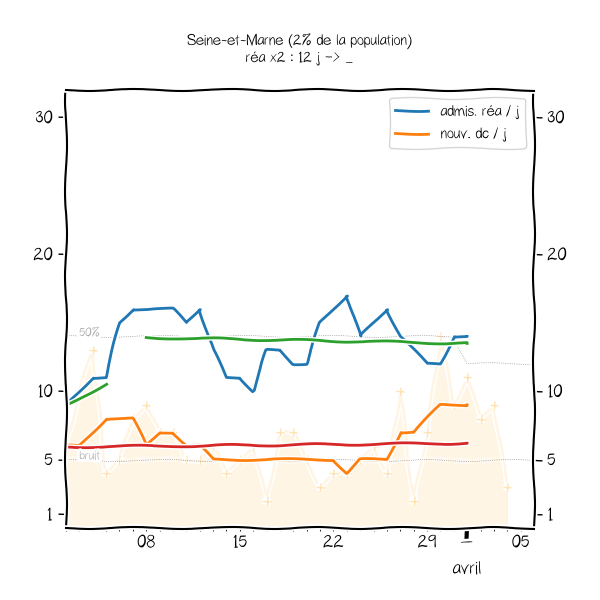 Seine-et-Marne (2% de la population)
réa x2 : 12 j -> _
admis. réa / j
nouv. dc / j
30
30
20
20
50%
10
10
bruit
5
5
1
1
08 15 22 29 1 05
avril